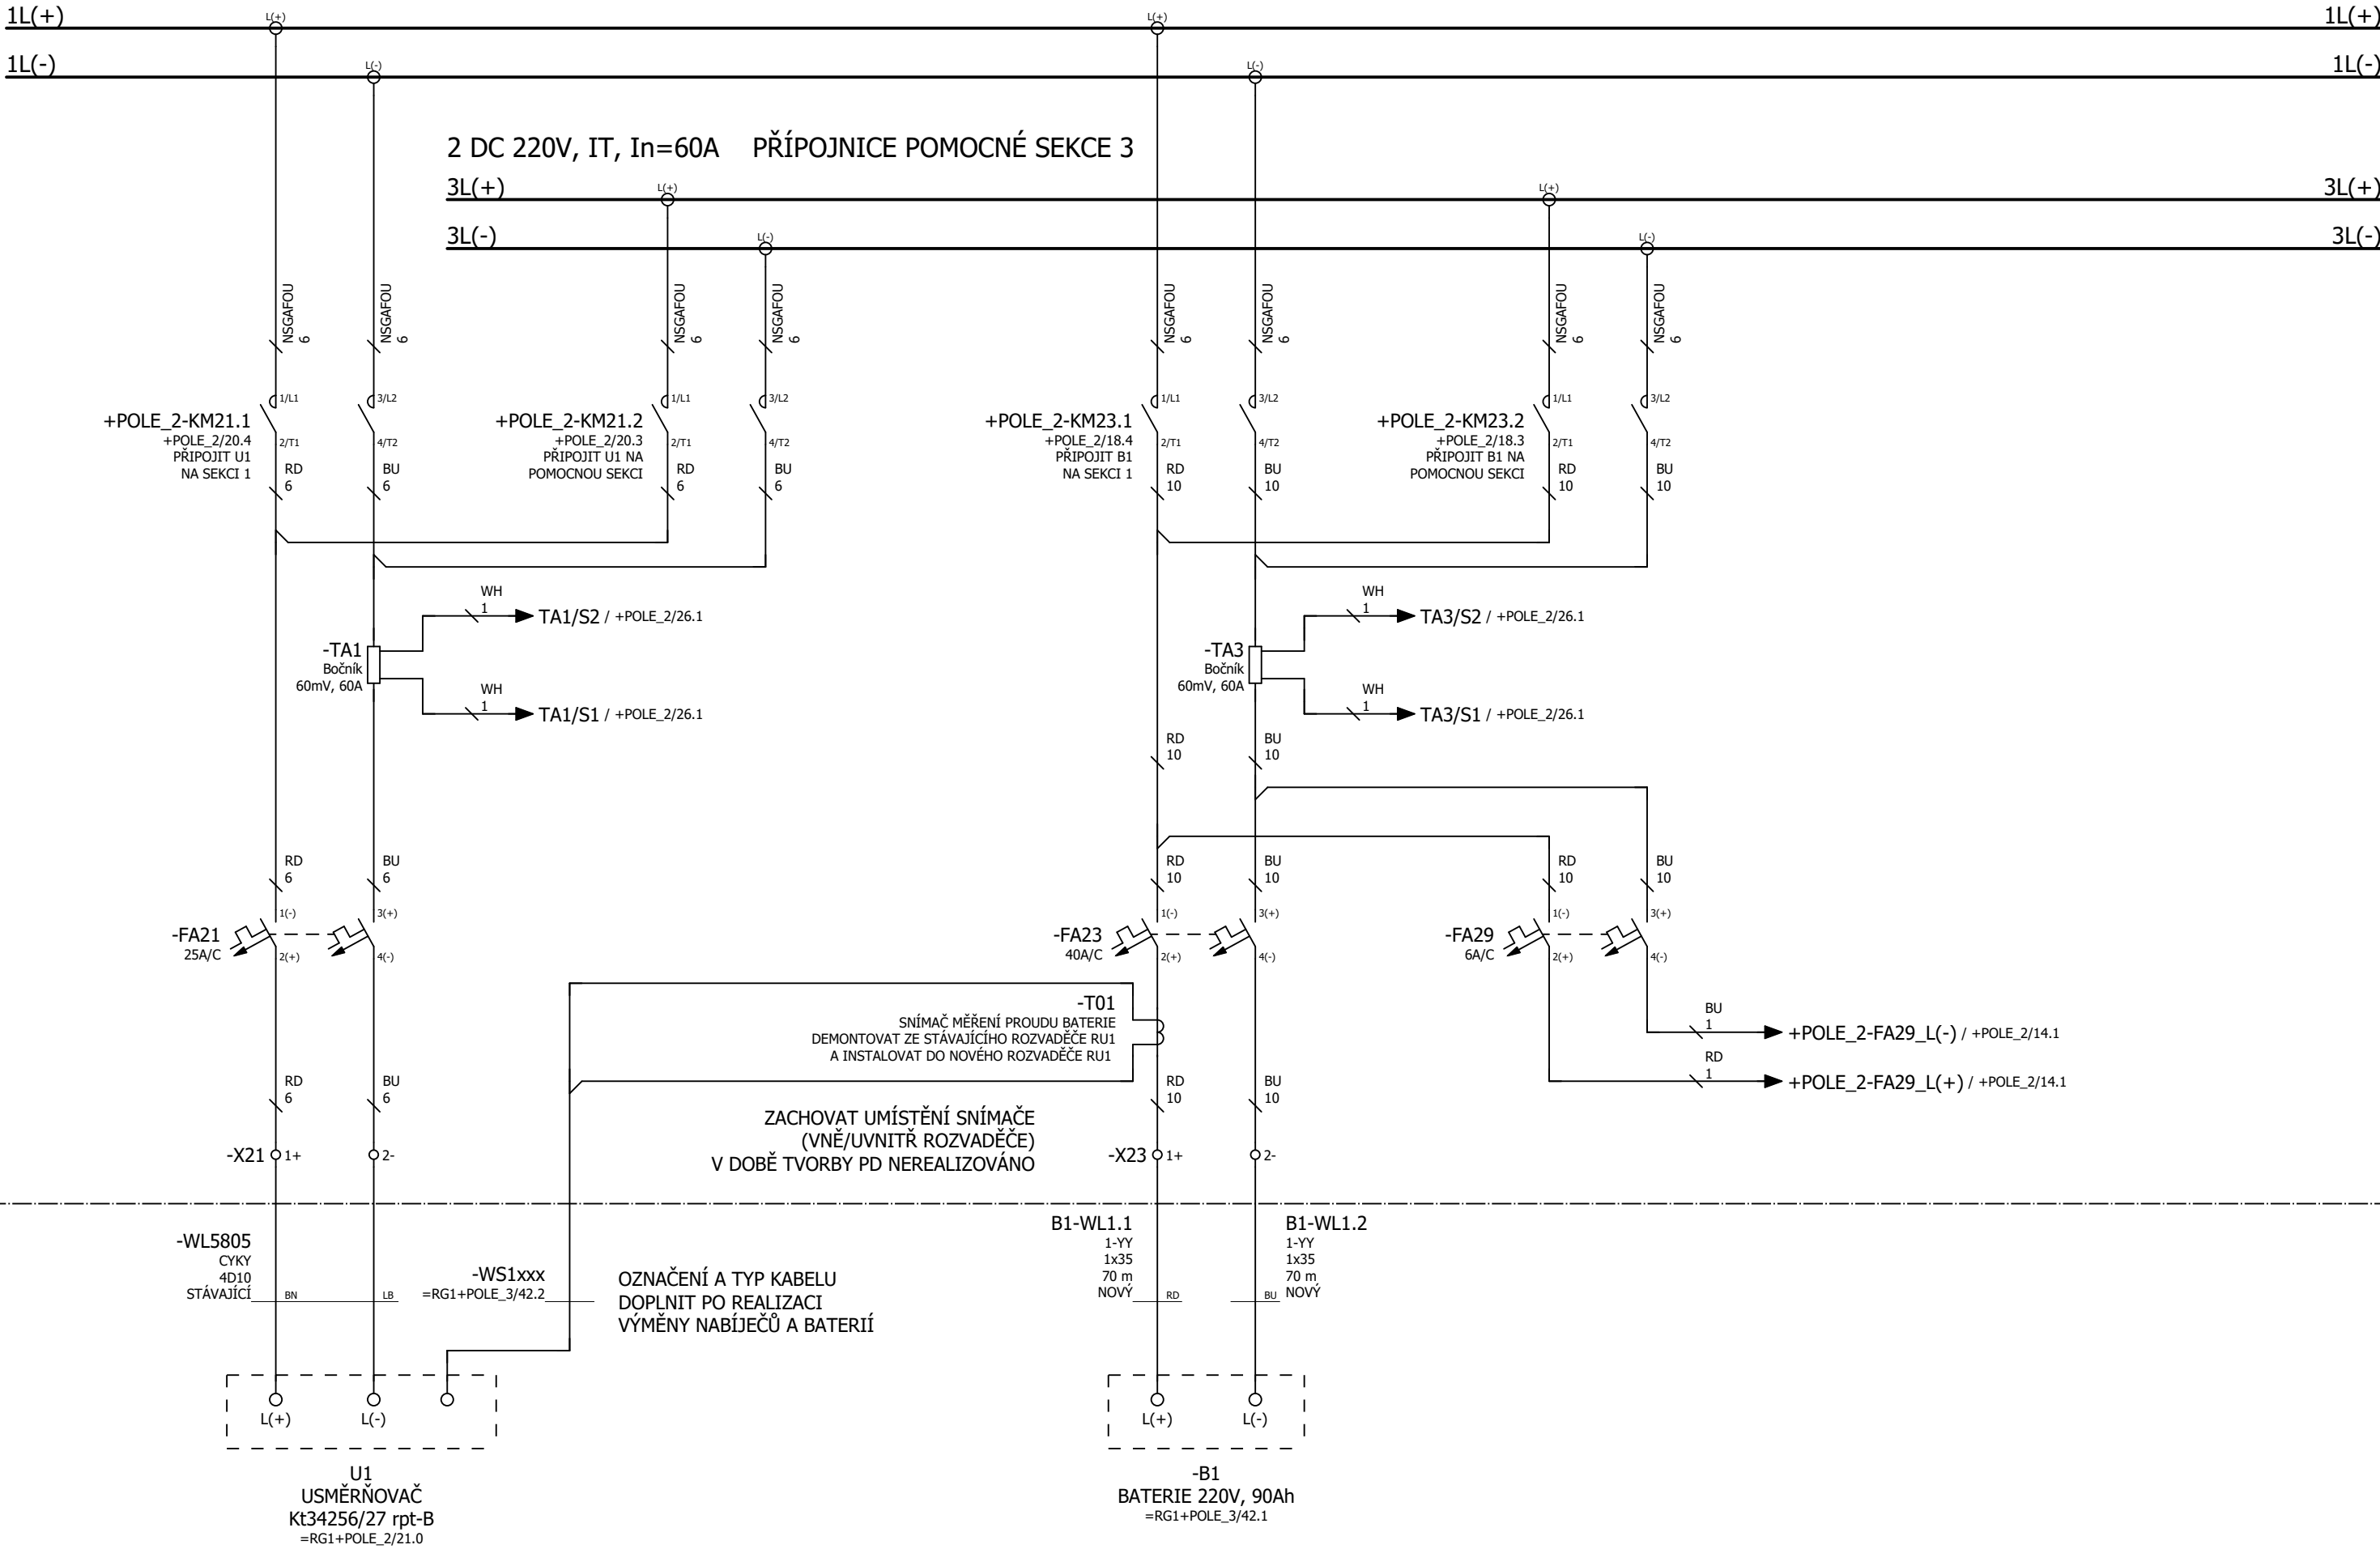 1L(+)
L(+)
L(+)
1L(+)
1L(-)
L(-)
L(-)
1L(-)
2 DC 220V, IT, In=60A PŘÍPOJNICE POMOCNÉ SEKCE 3
3L(+)
L(+)
L(+)
3L(+)
3L(-)
L(-)
L(-)
3L(-)
NSGAFOU
6
NSGAFOU
6
NSGAFOU
6
NSGAFOU
6
NSGAFOU
6
NSGAFOU
6
NSGAFOU
6
NSGAFOU
6
+POLE_2-KM21.1
+POLE_2/20.4
PŘIPOJIT U1
NA SEKCI 1
1/L1
2/T1
RD
6
3/L2
4/T2
BU
6
+POLE_2-KM21.2
+POLE_2/20.3
PŘIPOJIT U1 NA
POMOCNOU SEKCI
1/L1
2/T1
RD
6
3/L2
4/T2
BU
6
+POLE_2-KM23.1
+POLE_2/18.4
PŘIPOJIT B1
NA SEKCI 1
1/L1
2/T1
RD
10
3/L2
4/T2
BU
10
+POLE_2-KM23.2
+POLE_2/18.3
PŘIPOJIT B1 NA
POMOCNOU SEKCI
1/L1
2/T1
RD
10
3/L2
4/T2
BU
10
WH
1
TA1/S2 / +POLE_2/26.1
-TA1
Bočník
60mV, 60A
WH
1
TA1/S1 / +POLE_2/26.1
WH
1
TA3/S2 / +POLE_2/26.1
-TA3
Bočník
60mV, 60A
WH
1
TA3/S1 / +POLE_2/26.1
RD
10
BU
10
RD
6
BU
6
RD
10
BU
10
RD
10
BU
10
-FA21
25A/C
1(-)
2(+)
3(+)
4(-)
-FA23
40A/C
1(-)
2(+)
3(+)
4(-)
-FA29
6A/C
1(-)
2(+)
3(+)
4(-)
-T01
SNÍMAČ MĚŘENÍ PROUDU BATERIE
DEMONTOVAT ZE STÁVAJÍCÍHO ROZVADĚČE RU1
A INSTALOVAT DO NOVÉHO ROZVADĚČE RU1
BU
1
+POLE_2-FA29_L(-) / +POLE_2/14.1
RD
1
+POLE_2-FA29_L(+) / +POLE_2/14.1
RD
6
BU
6
RD
10
BU
10
ZACHOVAT UMÍSTĚNÍ SNÍMAČE
(VNĚ/UVNITŘ ROZVADĚČE)
V DOBĚ TVORBY PD NEREALIZOVÁNO
-X21
1+
2-
-X23
1+
2-
-WL5805
CYKY
4D10
STÁVAJÍCÍ
BN
LB
-WS1xxx
=RG1+POLE_3/42.2
OZNAČENÍ A TYP KABELU
DOPLNIT PO REALIZACI
VÝMĚNY NABÍJEČŮ A BATERIÍ
B1-WL1.1
1-YY
1x35
70 m
NOVÝ
RD
B1-WL1.2
1-YY
1x35
70 m
NOVÝ
BU
L(+)
L(-)
L(+)
L(-)
U1
USMĚRŇOVAČ
Kt34256/27 rpt-B
=RG1+POLE_2/21.0
-B1
BATERIE 220V, 90Ah
=RG1+POLE_3/42.1